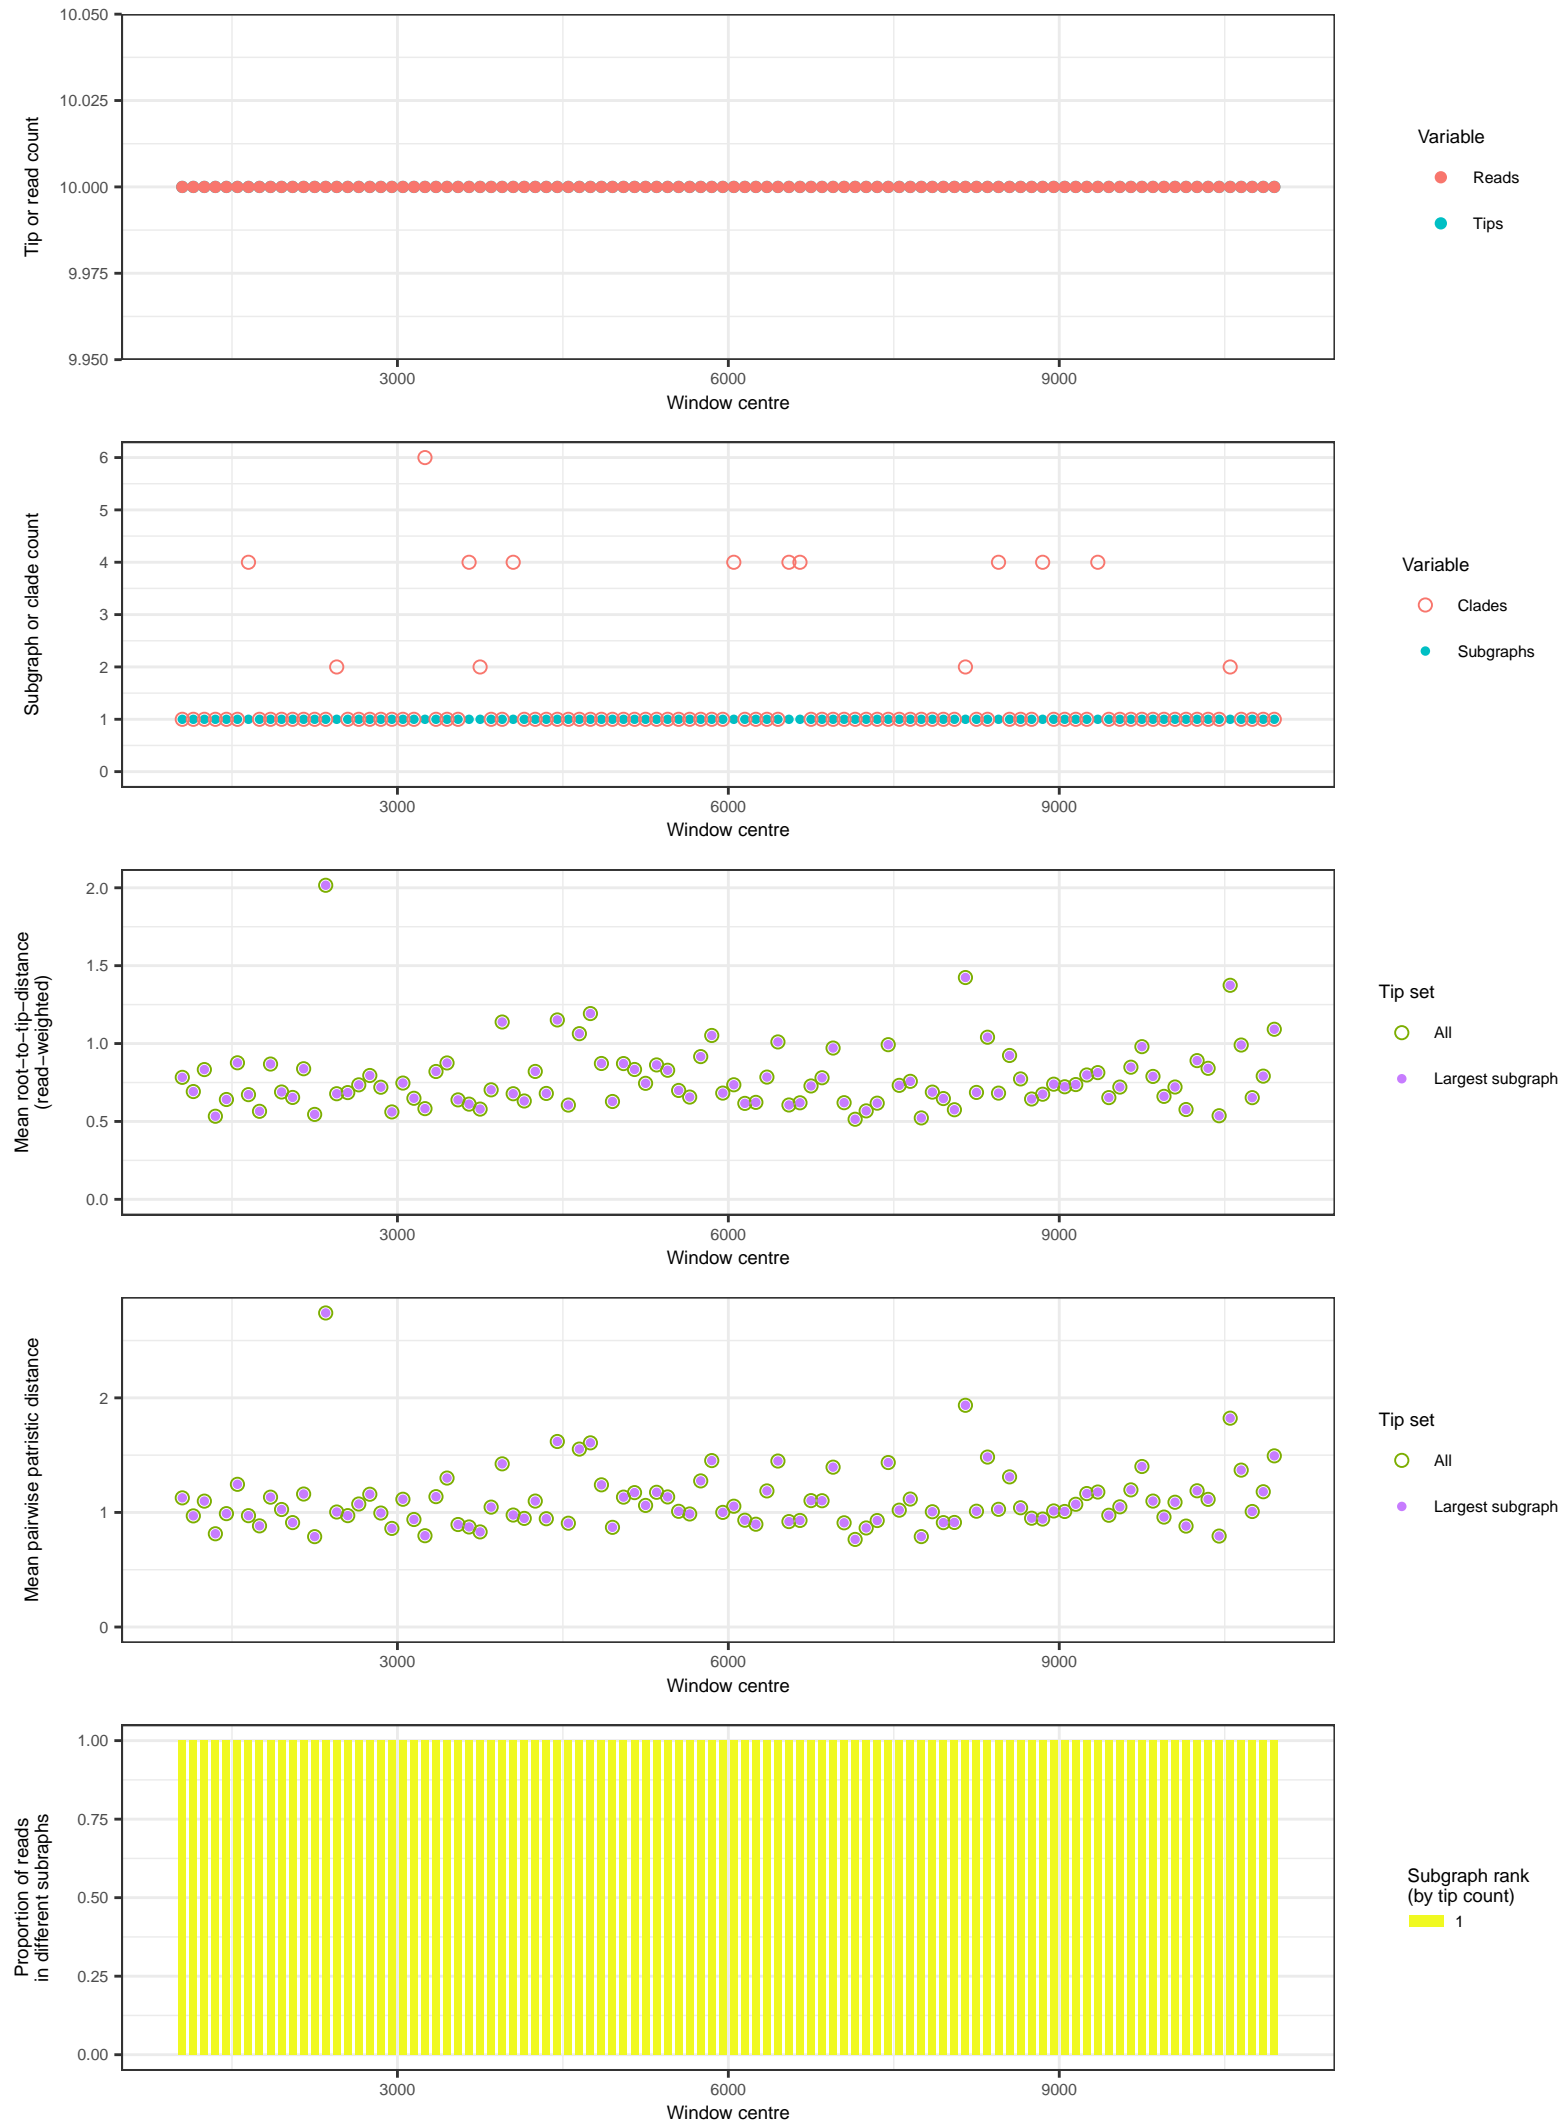 10.050
10.025
10.000
9.975
9.950
Tip or read count
3000
6000
9000
Window centre
Variable
Reads
Tips
6
5
4
3
2
1
0
Subgraph or clade count
3000
6000
9000
Window centre
Variable
Clades
Subgraphs
2.0
1.5
1.0
0.5
0.0
Mean root−to−tip−distance
(read−weighted)
3000
6000
9000
Window centre
Tip set
All
Largest subgraph
2
1
0
Mean pairwise patristic distance
3000
6000
9000
Window centre
Tip set
All
Largest subgraph
1.00
0.75
0.50
0.25
0.00
Proportion of reads
in different subraphs
3000
6000
9000
Window centre
Subgraph rank
(by tip count)
1